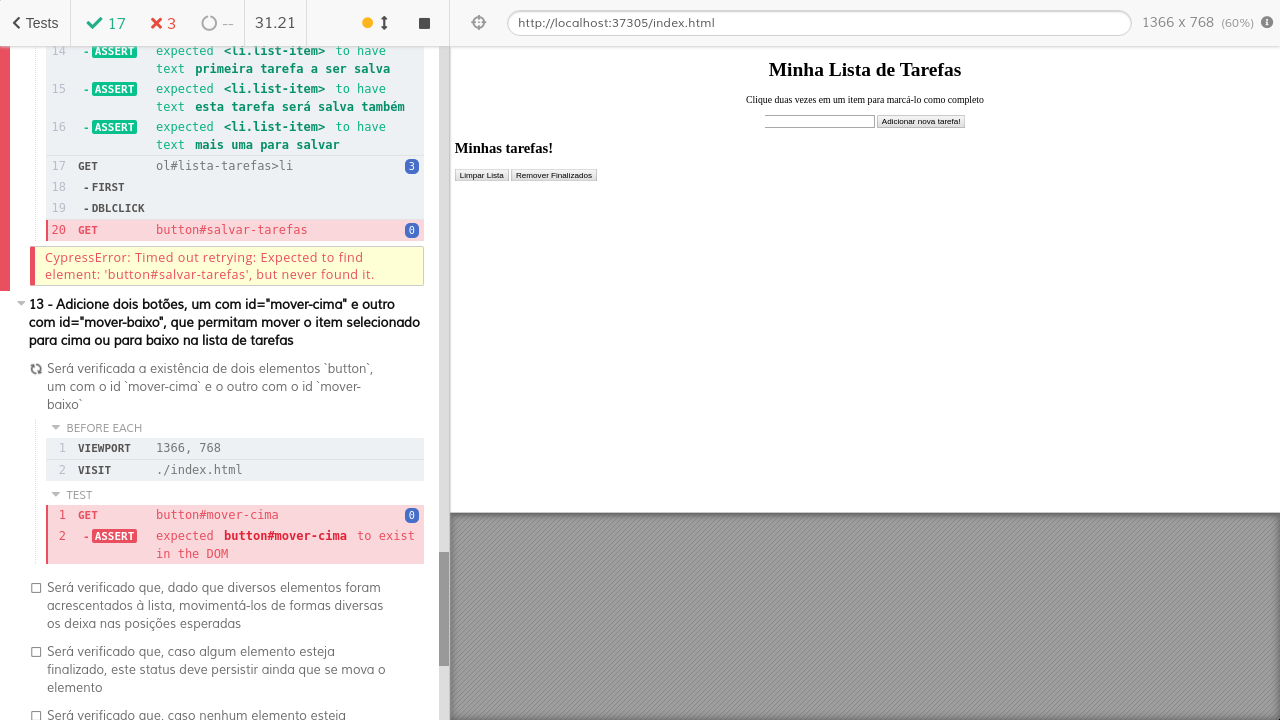 Tests 17 3 -- 31.21
http://localhost:37305/index.html 1366 x 768 (60%)
14 - ASSERT expected <li.list-item> to have
text primeira tarefa a ser salva
15 - ASSERT expected <li.list-item> to have
text esta tarefa será salva também
16 - ASSERT expected <li.list-item> to have
text mais uma para salvar
17 GET ol#lista-tarefas>li 3
18 - FIRST
19 - DBLCLICK
20 GET button#salvar-tarefas 0
CypressError: Timed out retrying: Expected to find
element: 'button#salvar-tarefas', but never found it.
13 - Adicione dois botões, um com id="mover-cima" e outro
com id="mover-baixo", que permitam mover o item selecionado
para cima ou para baixo na lista de tarefas
Será verificada a existência de dois elementos `button`,
um com o id `mover-cima` e o outro com o id `mover-
baixo`
BEFORE EACH
1 VIEWPORT 1366, 768
2 VISIT ./index.html
TEST
1 GET button#mover-cima 0
2 - ASSERT expected button#mover-cima to exist
in the DOM
Será verificado que, dado que diversos elementos foram
acrescentados à lista, movimentá-los de formas diversas
os deixa nas posições esperadas
Será verificado que, caso algum elemento esteja
finalizado, este status deve persistir ainda que se mova o
elemento
Será verificado que, caso nenhum elemento esteja
Minha Lista de Tarefas
Clique duas vezes em um item para marcá-lo como completo
Adicionar nova tarefa!
Minhas tarefas!
Limpar Lista Remover Finalizados